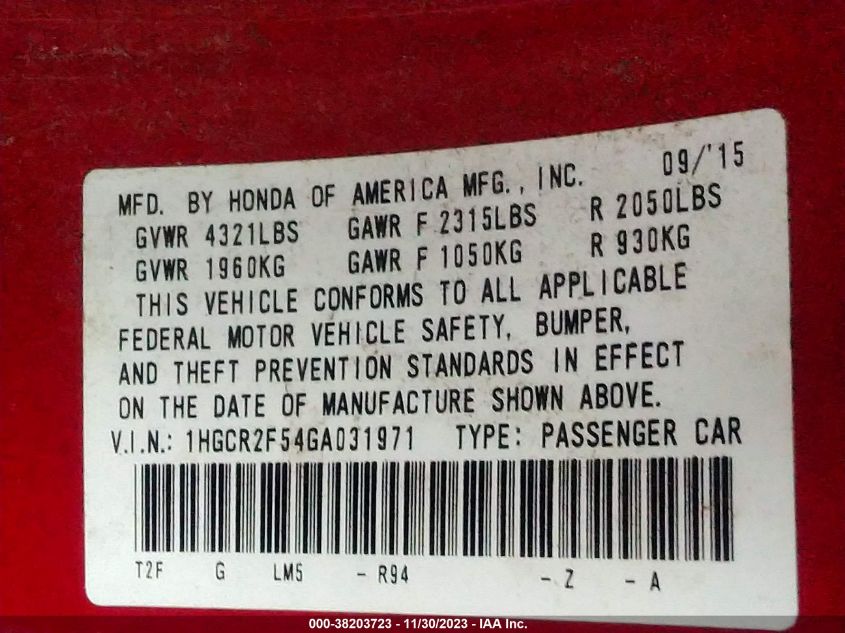 MFD. BY HONDA OF AMERICA MFG., INC. 09/'15
GVWR 4321LBS GAWR F 2315LBS R 2050LBS
GVWR 1960KG GAWR F 1050KG R 930KG
THIS VEHICLE CONFORMS TO ALL APPLICABLE
FEDERAL MOTOR VEHICLE SAFETY, BUMPER,
AND THEFT PREVENTION STANDARDS IN EFFECT
ON THE DATE OF MANUFACTURE SHOWN ABOVE.
V.I.N.: 1HGCR2F54GA031971 TYPE: PASSENGER CAR
T2F G LM5 - R94 - Z - A
000-38203723 - 11/30/2023 - IAA Inc.